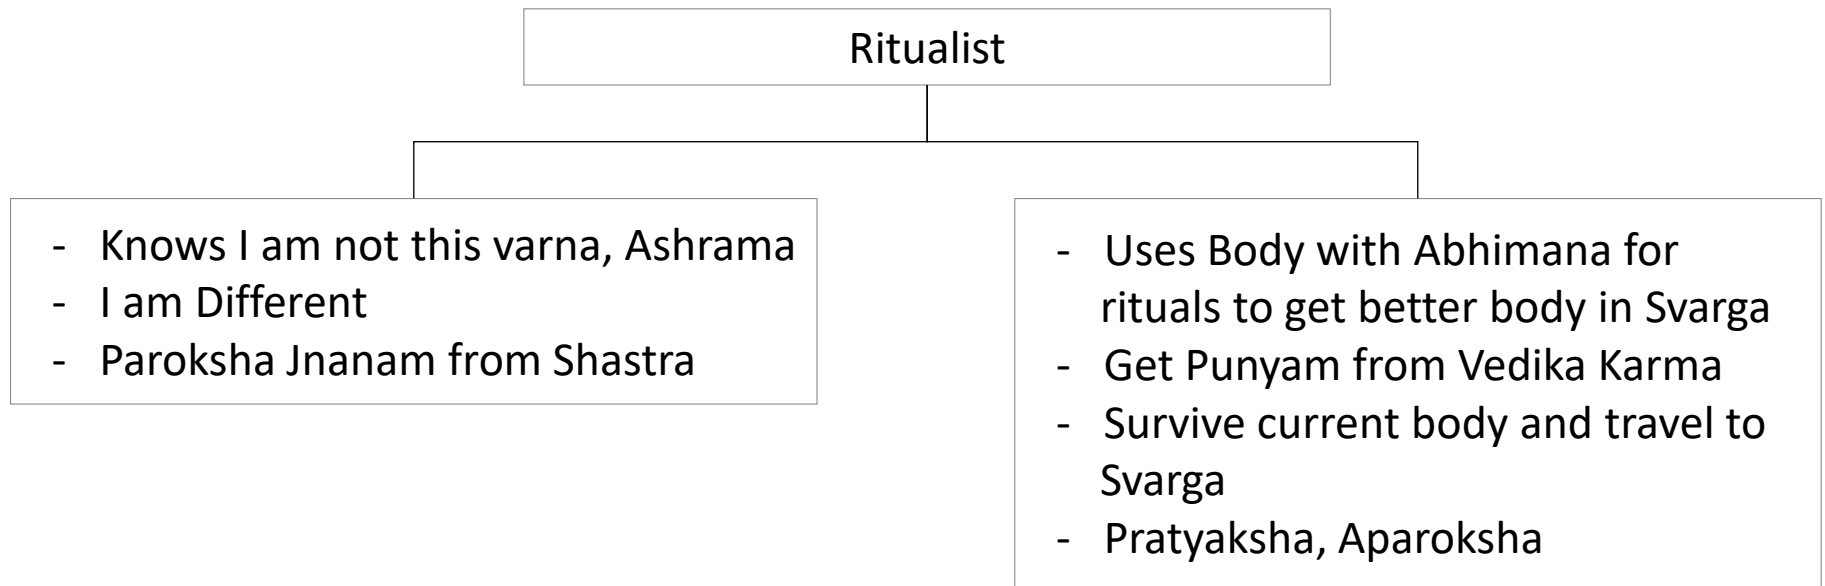 Ritualist
- Knows I am not this varna, Ashrama
- I am Different
- Paroksha Jnanam from Shastra
- Uses Body with Abhimana for
rituals to get better body in Svarga
- Get Punyam from Vedika Karma
- Survive current body and travel to
Svarga
- Pratyaksha, Aparoksha